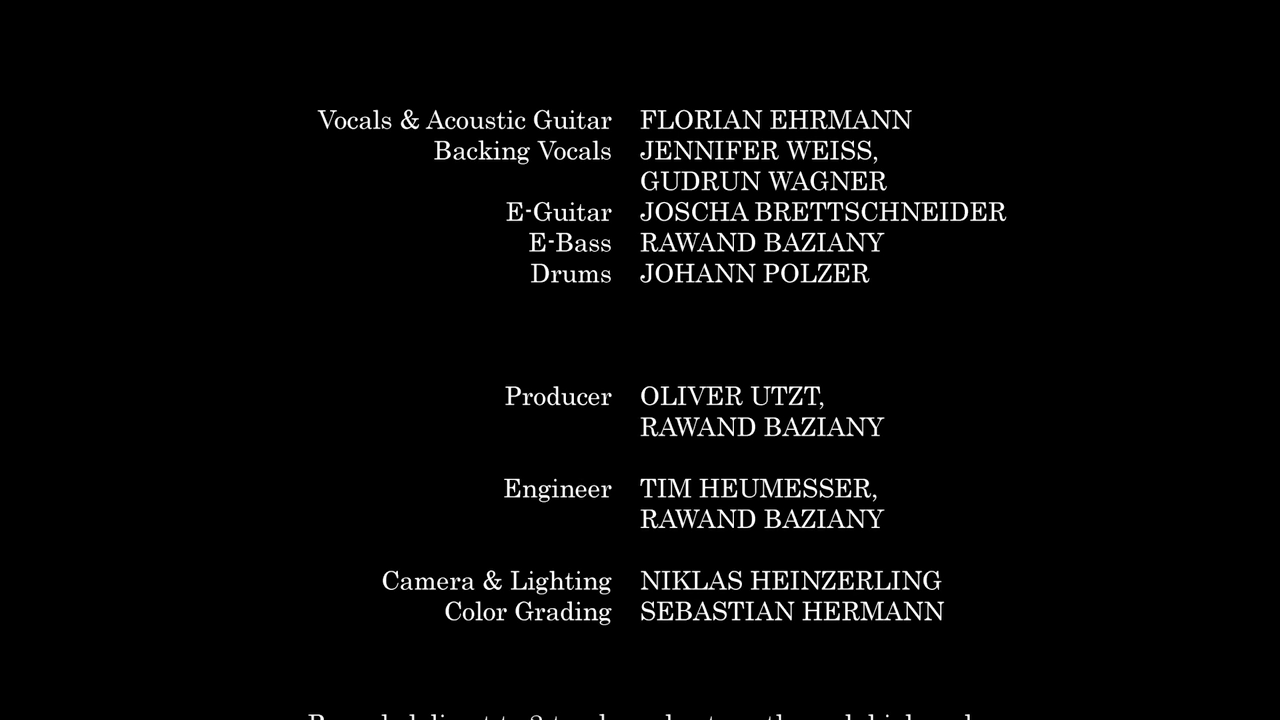 Vocals & Acoustic Guitar FLORIAN EHRMANN
Backing Vocals JENNIFER WEISS,
GUDRUN WAGNER
E-Guitar JOSCHA BRETTSCHNEIDER
E-Bass RAWAND BAZIANY
Drums JOHANN POLZER
Producer OLIVER UTZT,
RAWAND BAZIANY
Engineer TIM HEUMESSER,
RAWAND BAZIANY
Camera & Lighting NIKLAS HEINZERLING
Color Grading SEBASTIAN HERMANN